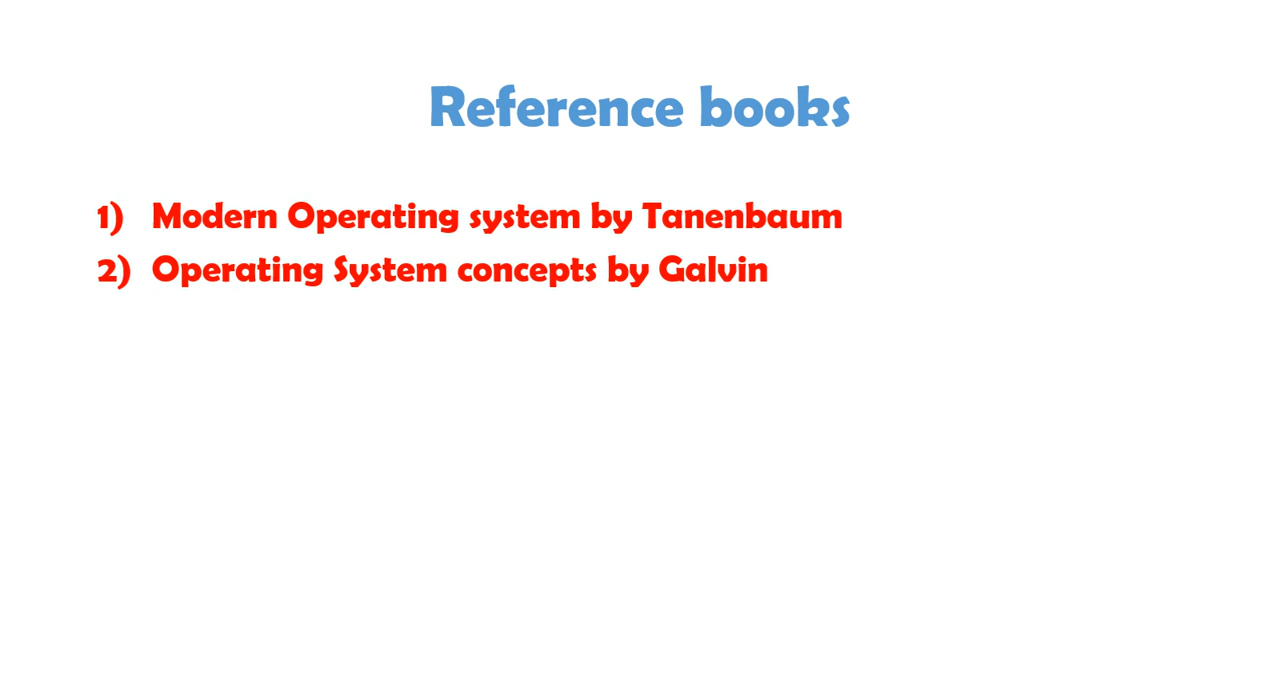 Reference books
1) Modern Operating system by Tanenbaum
2) Operating System concepts by Galvin